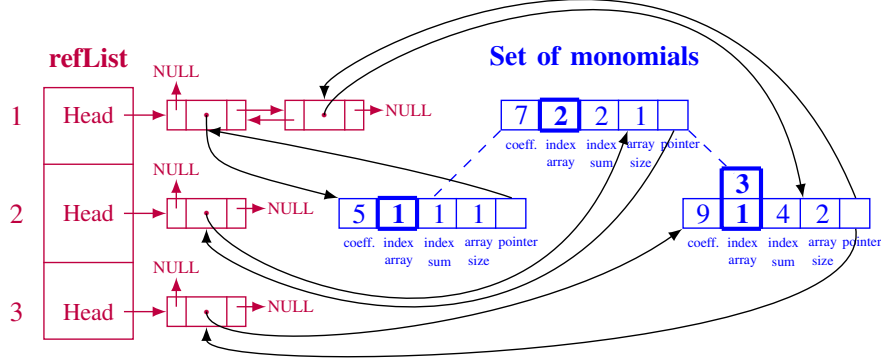 refList
Set of monomials
NULL
1 Head
NULL
7 2 2 1
coeff. index array index sum array size pointer
NULL
2 Head
NULL
5 1 1 1
coeff. index array index sum array size pointer
3
9 1 4 2
coeff. index array index sum array size pointer
NULL
3 Head
NULL